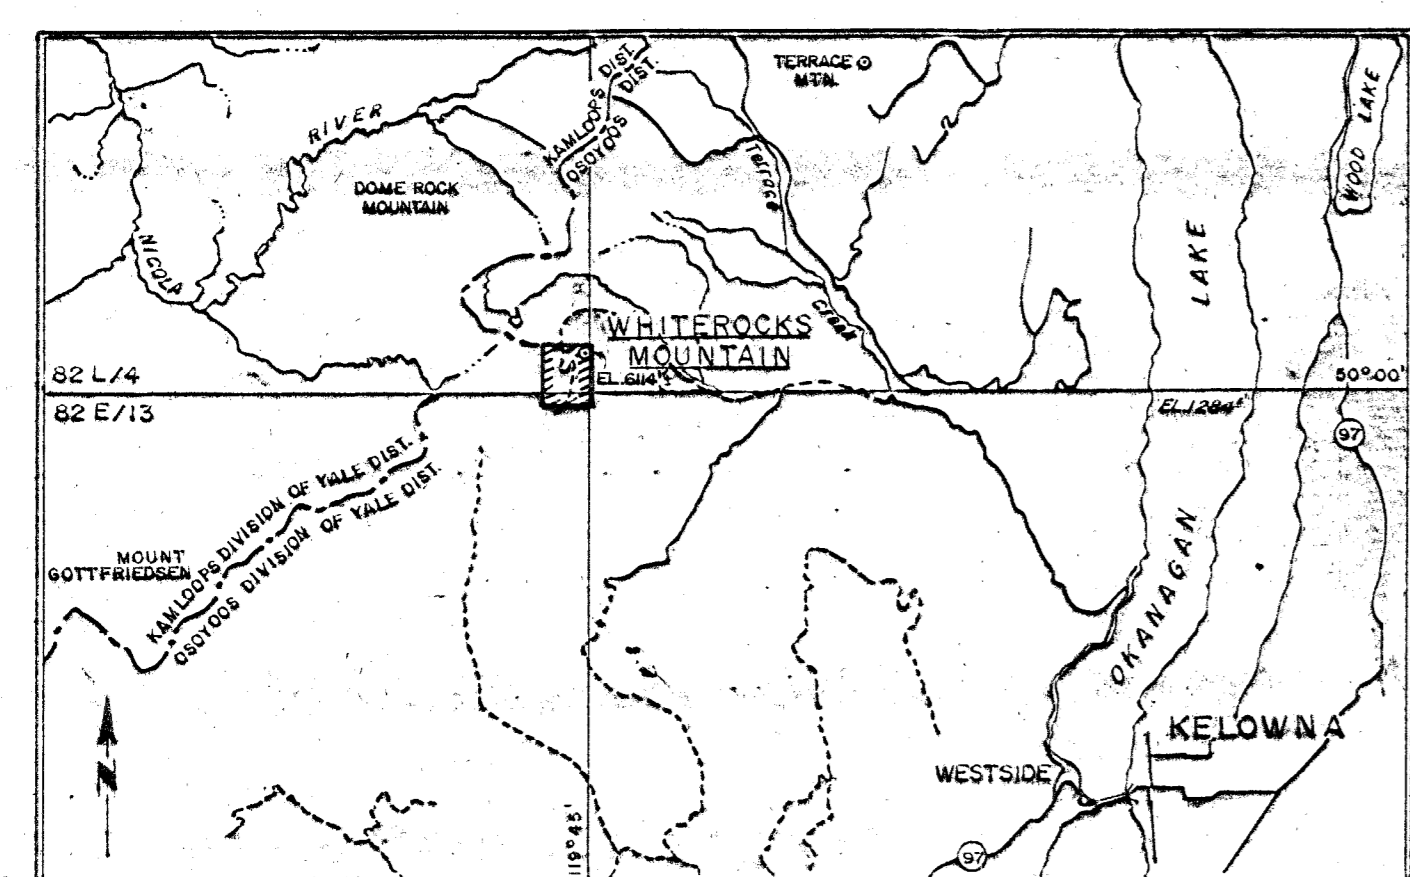 TERRACE
MTN.
KAMLOOPS DIST.
OSOYOOS DIST.
WOOD LAKE
RIVER
Terrace
DOME ROCK
MOUNTAIN
NICOLA
LAKE
Creek
WHITEROCKS
MOUNTAIN
EL. 6114'±
82 L/4
50°00'
82 E/13
EL. 1284±
97
KAMLOOPS DIVISION OF YALE DIST.
OSOYOOS DIVISION OF YALE DIST.
MOUNT
GOTTFRIEDSEN
OKANAGAN
N
KELOWNA
WESTSIDE
119°45'
97